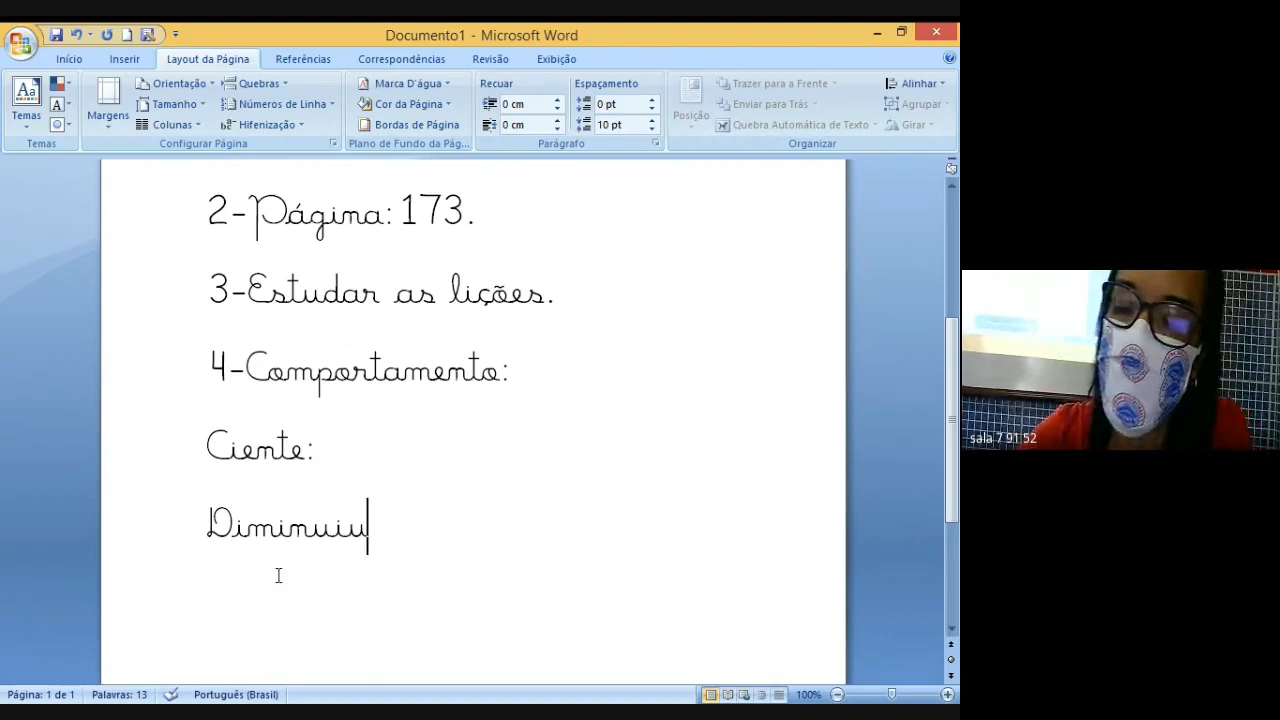 Documento1 - Microsoft Word
Início Inserir Layout da Página Referências Correspondências Revisão Exibição
Temas
Margens
Orientação
Tamanho
Colunas
Quebras
Números de Linha
Hifenização
Marca D'água
Cor da Página
Bordas de Página
Recuar
0 cm
0 cm
Espaçamento
0 pt
10 pt
Posição
Trazer para a Frente
Enviar para Trás
Quebra Automática de Texto
Alinhar
Agrupar
Girar
Temas Configurar Página Plano de Fundo da Pág... Parágrafo Organizar
2-Página: 173.
3-Estudar as lições.
4-Comportamento:
Ciente:
Diminuiu
sala 7 91 52
Página: 1 de 1 Palavras: 13 Português (Brasil) 100%